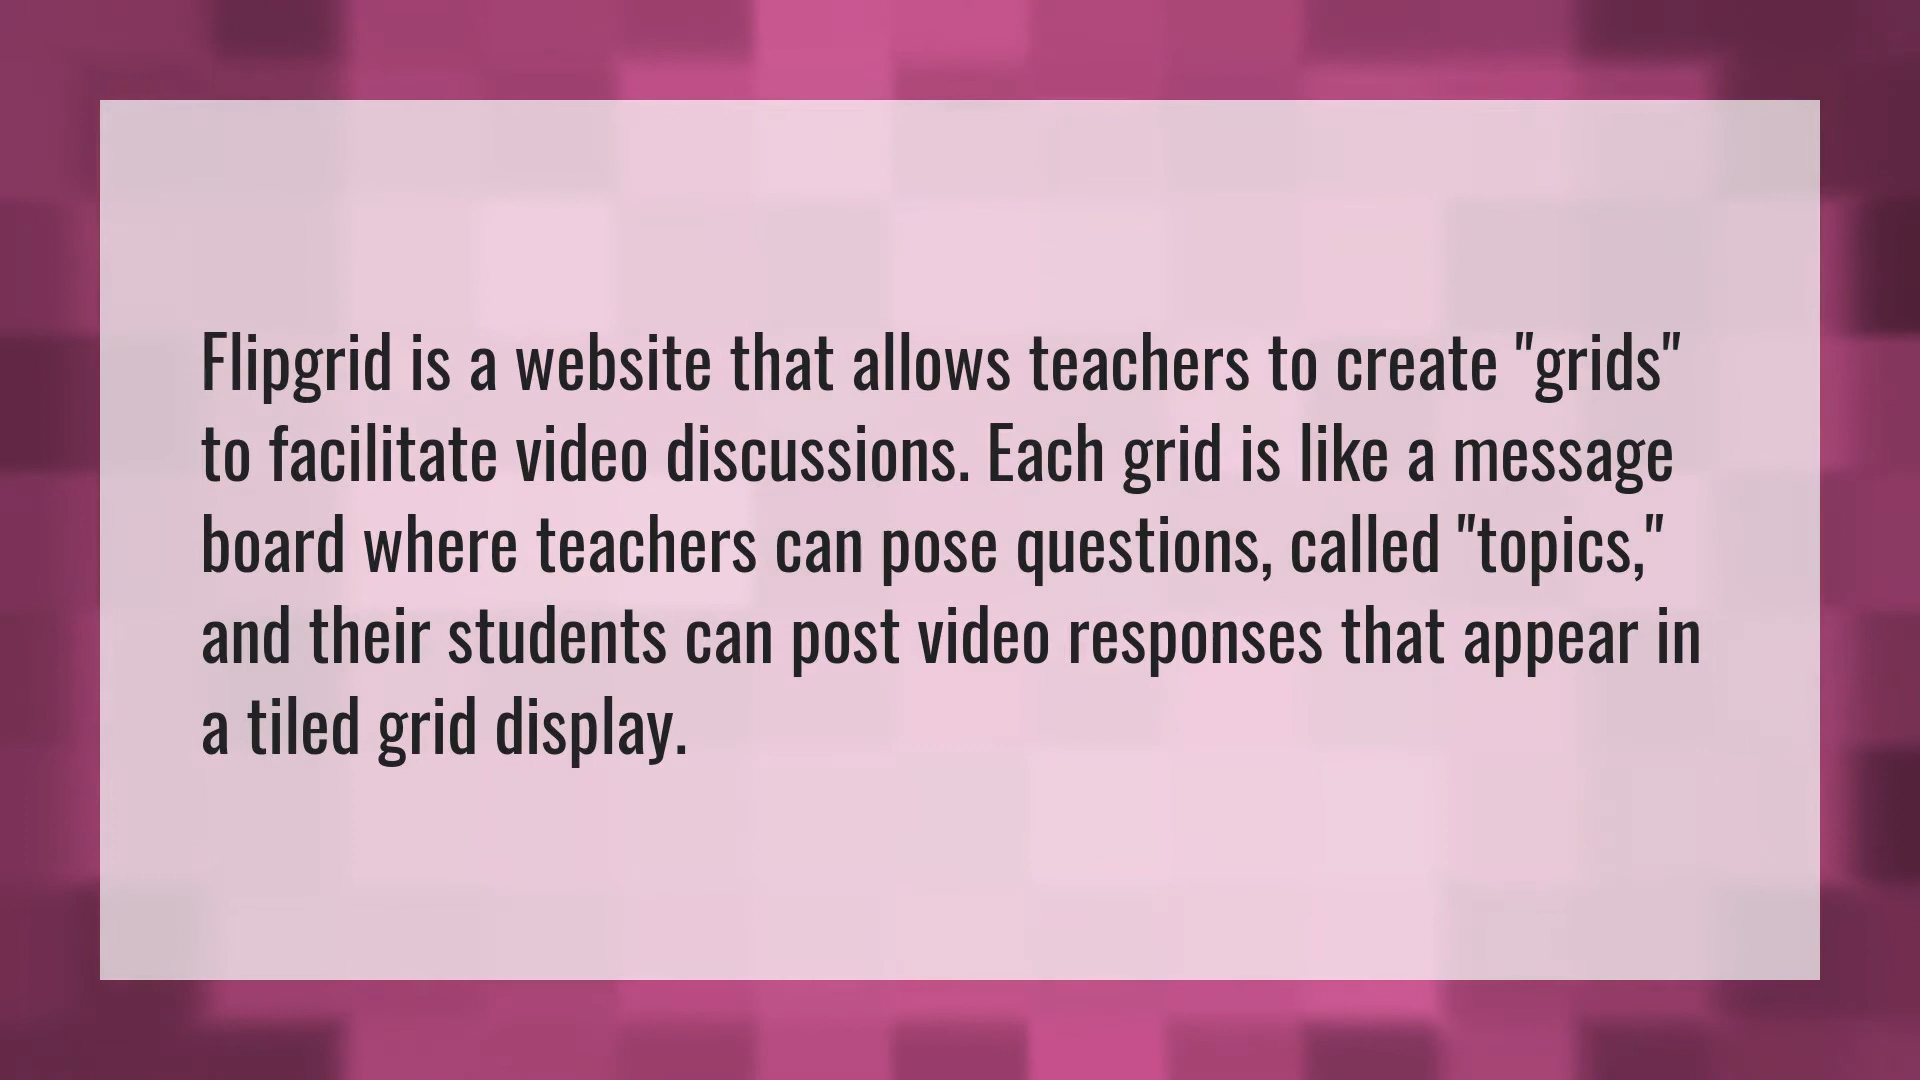 Flipgrid is a website that allows teachers to create "grids"
to facilitate video discussions. Each grid is like a message
board where teachers can pose questions, called "topics,"
and their students can post video responses that appear in
a tiled grid display.